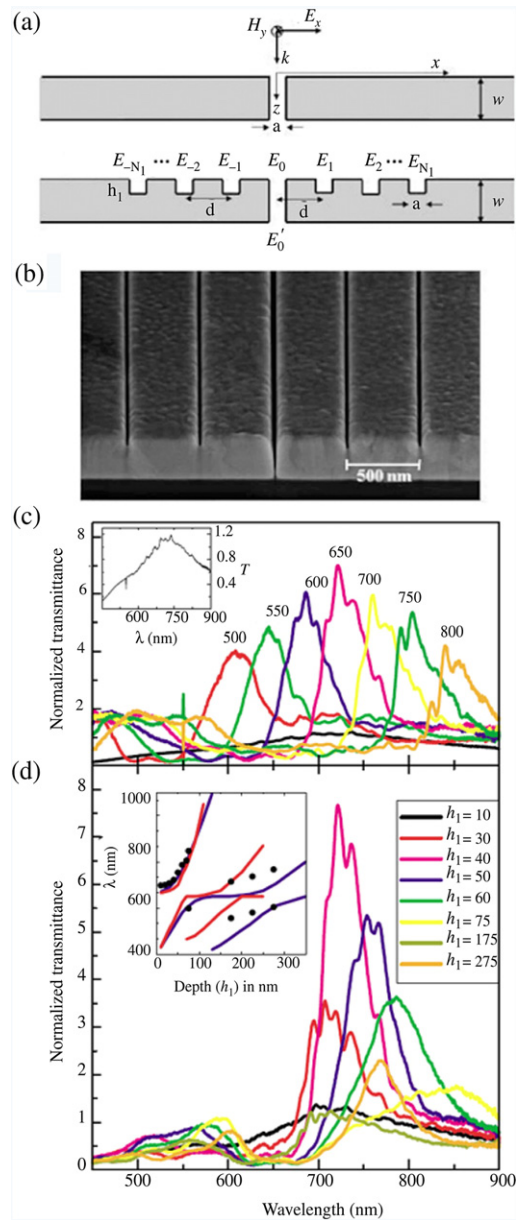 (a)
H_y
E_x
k
x
z
a
w
E_{-N_1} ... E_{-2} E_{-1} E_0 E_1 E_2 ... E_{N_1}
h_1
d
d
a
w
E_0'
(b)
500 nm
(c)
Normalized transmittance
8
6
4
2
1.2
0.8
0.4
T
600
750
900
λ (nm)
500
550
600
650
700
750
800
(d)
Normalized transmittance
8
7
6
5
4
3
2
1
0
1000
800
600
400
λ (nm)
0
100
200
300
Depth (h_1) in nm
h_1= 10
h_1= 30
h_1= 40
h_1= 50
h_1= 60
h_1= 75
h_1= 175
h_1= 275
500
600
700
800
900
Wavelength (nm)